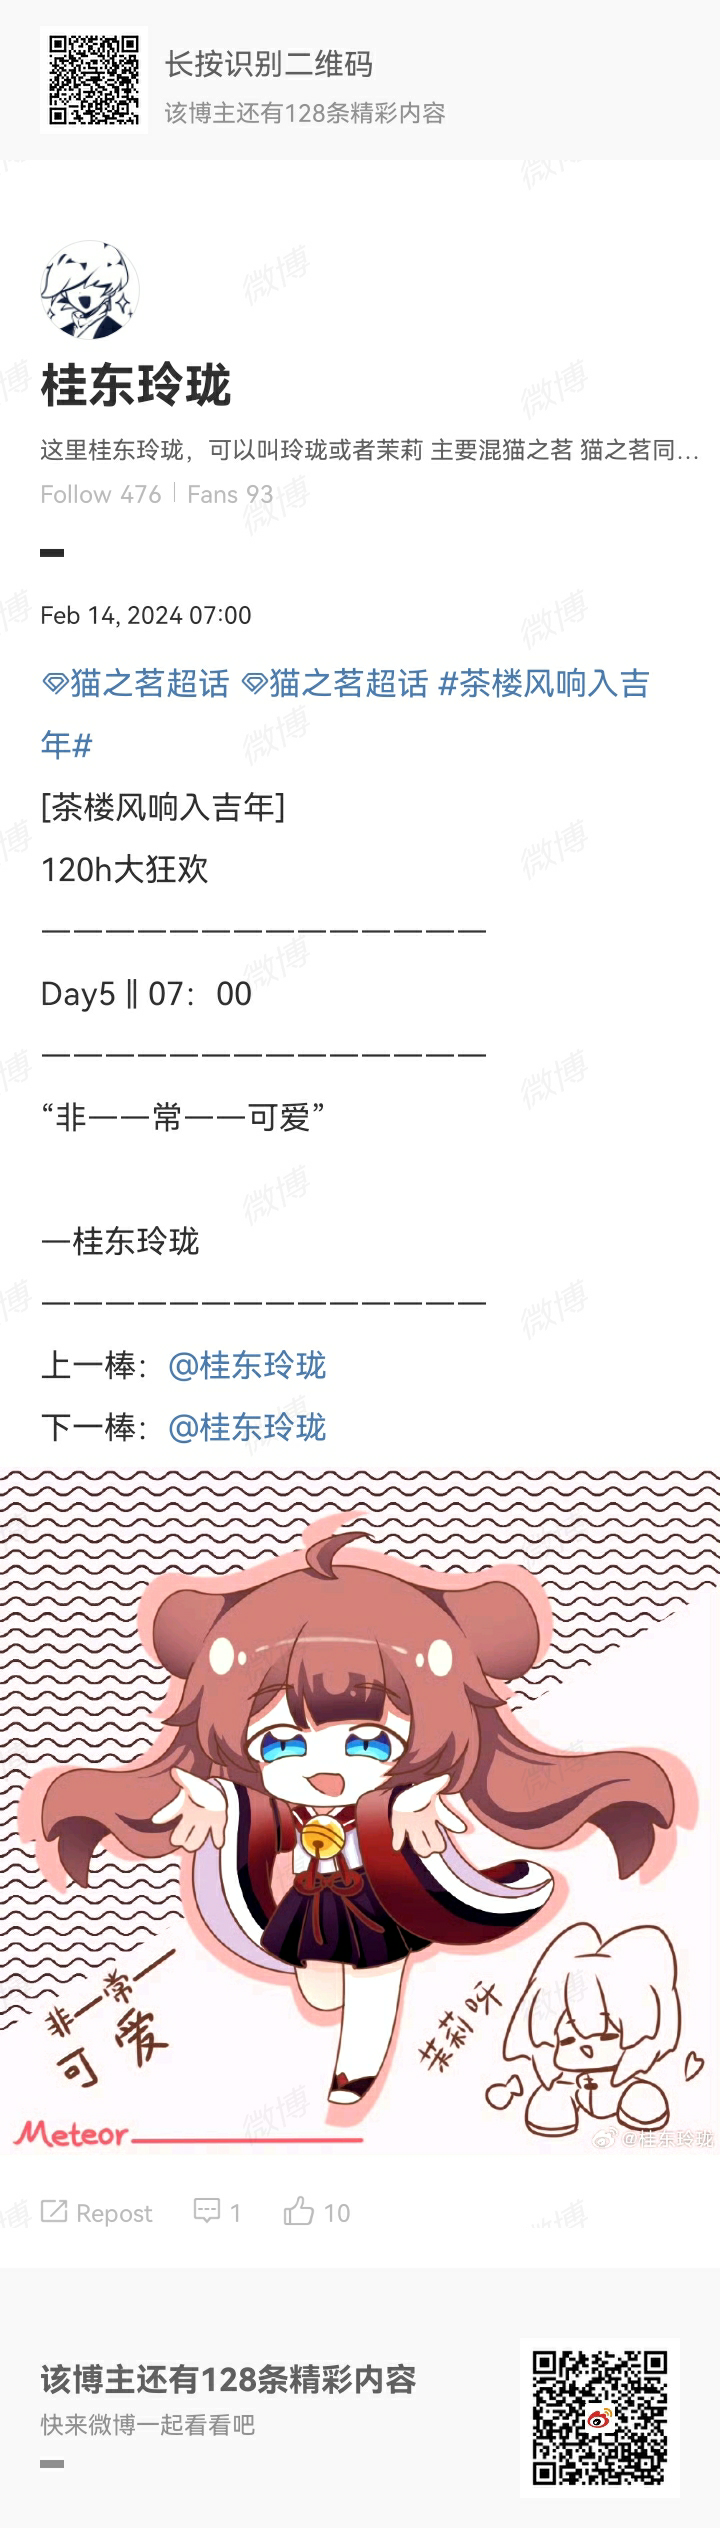 长按识别二维码
该博主还有128条精彩内容
桂东玲珑
这里桂东玲珑，可以叫玲珑或者茉莉 主要混猫之茗 猫之茗同...
Follow 476 | Fans 93
Feb 14, 2024 07:00
猫之茗超话 猫之茗超话 #茶楼风响入吉
年#
[茶楼风响入吉年]
120h大狂欢
——————————————
Day5 ‖ 07：00
——————————————
“非——常——可爱”
—桂东玲珑
——————————————
上一棒：@桂东玲珑
下一棒：@桂东玲珑
非一常一
可爱
茉莉呀
Meteor
@桂东玲珑
Repost 1 10
该博主还有128条精彩内容
快来微博一起看看吧
微博